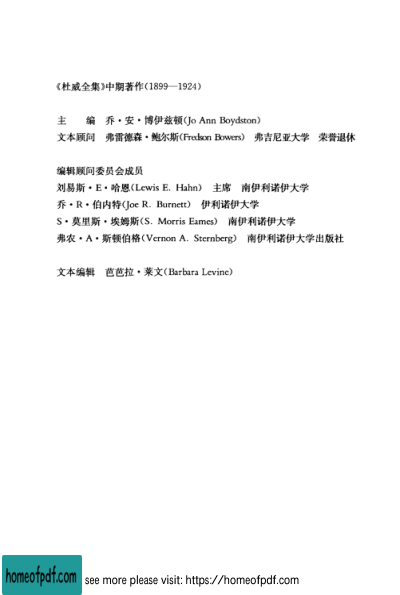 《杜威全集》中期著作(1899—1924)
主 编 乔·安·博伊兹顿(Jo Ann Boydston)
文本顾问 弗雷德森·鲍尔斯(Fredson Bowers) 弗吉尼亚大学 荣誉退休
编辑顾问委员会成员
刘易斯·E·哈恩(Lewis E. Hahn) 主席 南伊利诺伊大学
乔·R·伯内特(Joe R. Burnett) 伊利诺伊大学
S·莫里斯·埃姆斯(S. Morris Eames) 南伊利诺伊大学
弗农·A·斯顿伯格(Vernon A. Sternberg) 南伊利诺伊大学出版社
文本编辑 芭芭拉·莱文(Barbara Levine)
homeofpdf.com see more please visit: https://homeofpdf.com